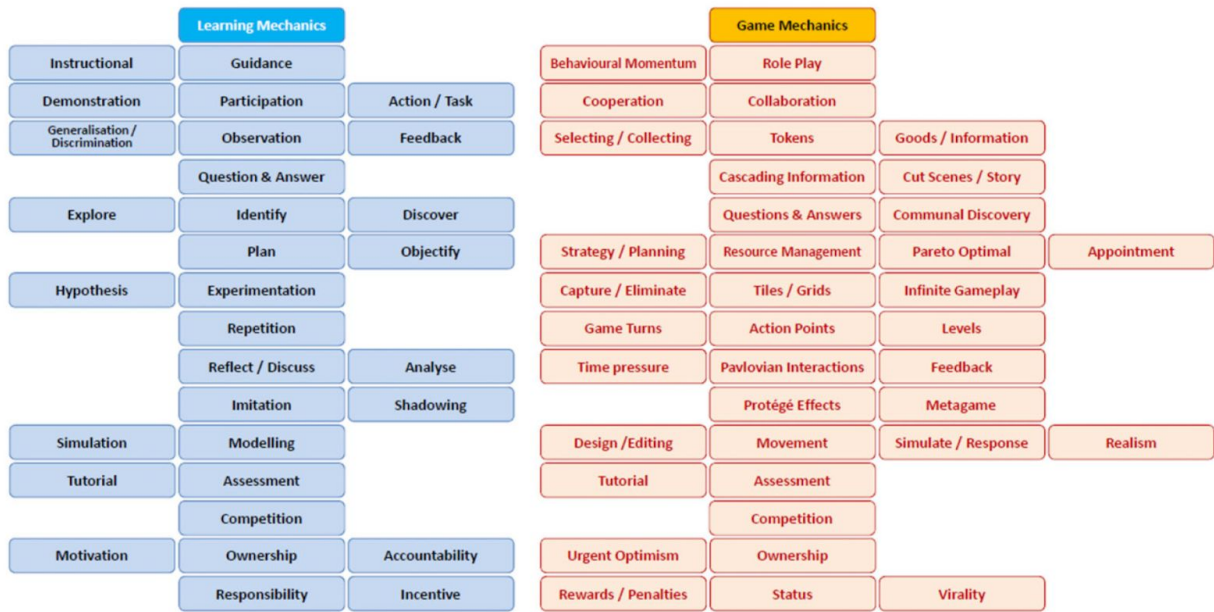 Learning Mechanics
Instructional Guidance
Demonstration Participation Action / Task
Generalisation / Discrimination Observation Feedback
Question & Answer
Explore Identify Discover
Plan Objectify
Hypothesis Experimentation
Repetition
Reflect / Discuss Analyse
Imitation Shadowing
Simulation Modelling
Tutorial Assessment
Competition
Motivation Ownership Accountability
Responsibility Incentive
Game Mechanics
Behavioural Momentum Role Play
Cooperation Collaboration
Selecting / Collecting Tokens Goods / Information
Cascading Information Cut Scenes / Story
Questions & Answers Communal Discovery
Strategy / Planning Resource Management Pareto Optimal Appointment
Capture / Eliminate Tiles / Grids Infinite Gameplay
Game Turns Action Points Levels
Time pressure Pavlovian Interactions Feedback
Protégé Effects Metagame
Design /Editing Movement Simulate / Response Realism
Tutorial Assessment
Competition
Urgent Optimism Ownership
Rewards / Penalties Status Virality